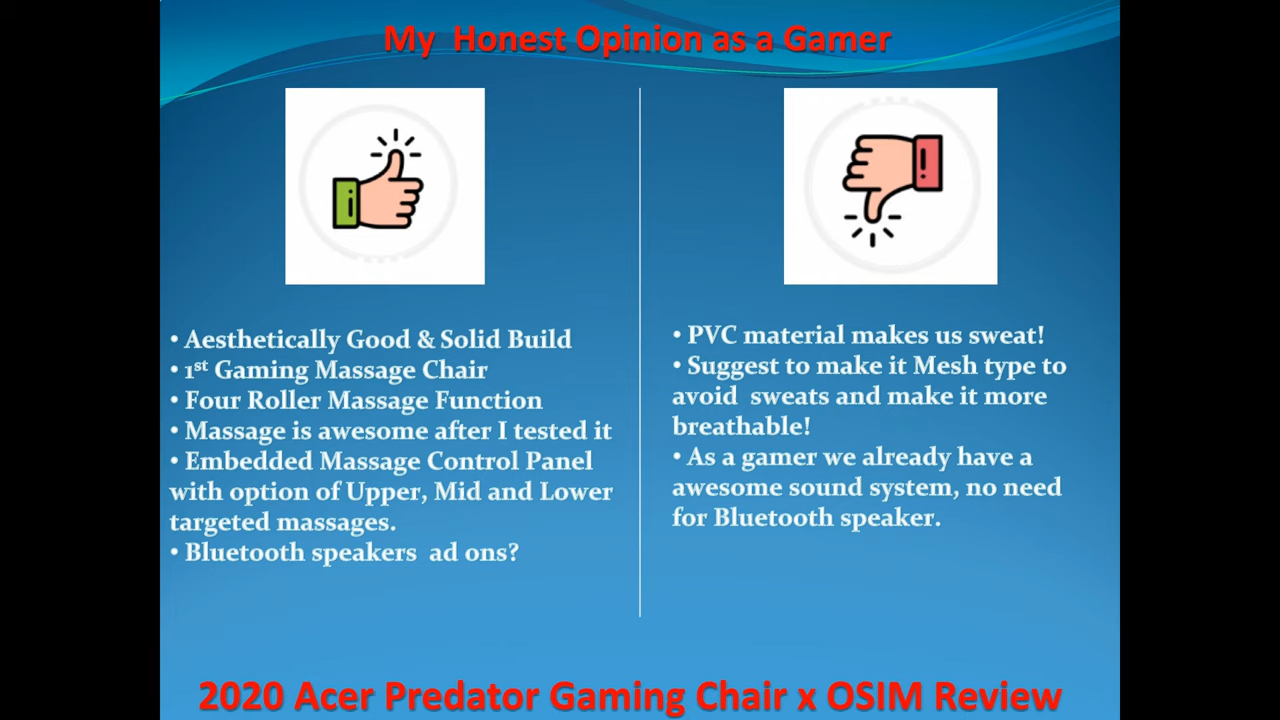 My Honest Opinion as a Gamer
• Aesthetically Good & Solid Build
• 1st Gaming Massage Chair
• Four Roller Massage Function
• Massage is awesome after I tested it
• Embedded Massage Control Panel
with option of Upper, Mid and Lower
targeted massages.
• Bluetooth speakers ad ons?
• PVC material makes us sweat!
• Suggest to make it Mesh type to
avoid sweats and make it more
breathable!
• As a gamer we already have a
awesome sound system, no need
for Bluetooth speaker.
2020 Acer Predator Gaming Chair x OSIM Review